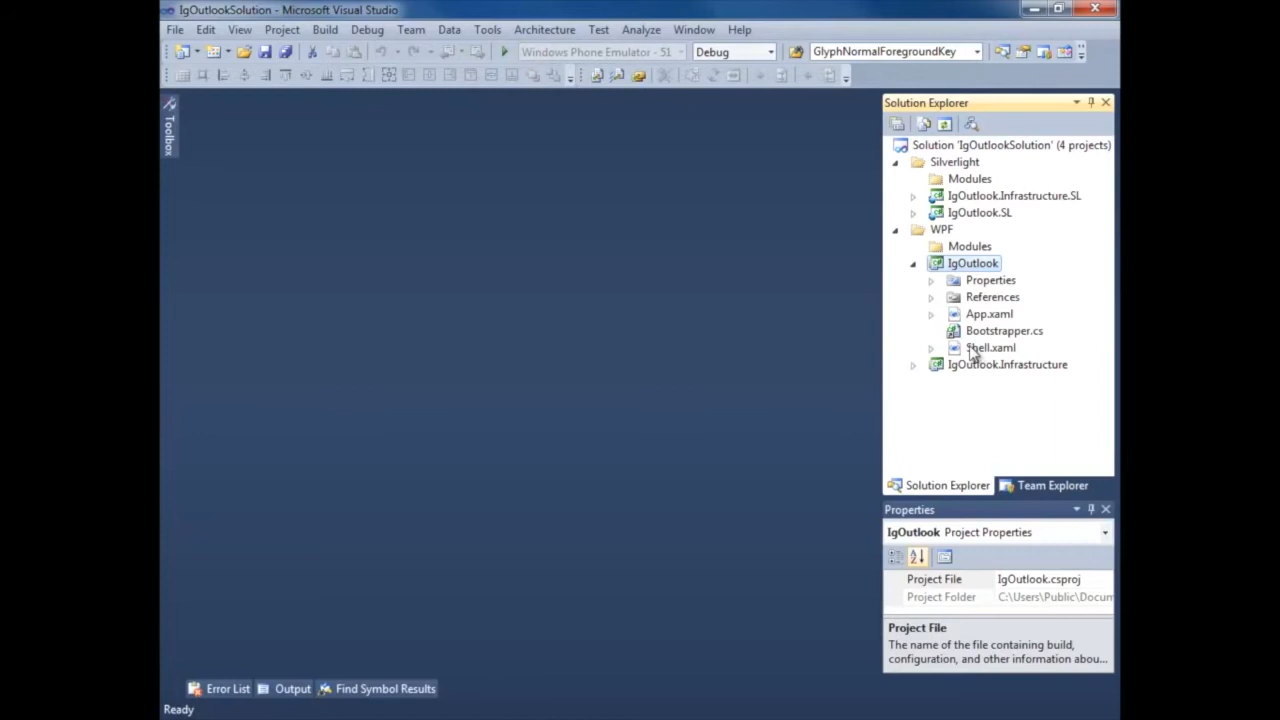 IgOutlookSolution - Microsoft Visual Studio
File Edit View Project Build Debug Team Data Tools Architecture Test Analyze Window Help
Windows Phone Emulator - 51 Debug GlyphNormalForegroundKey
Toolbox
Solution Explorer
Solution 'IgOutlookSolution' (4 projects)
Silverlight
Modules
IgOutlook.Infrastructure.SL
IgOutlook.SL
WPF
Modules
IgOutlook
Properties
References
App.xaml
Bootstrapper.cs
Shell.xaml
IgOutlook.Infrastructure
Solution Explorer Team Explorer
Properties
IgOutlook Project Properties
Project File IgOutlook.csproj
Project Folder C:\Users\Public\Docum
Project File
The name of the file containing build,
configuration, and other information abou...
Error List Output Find Symbol Results
Ready